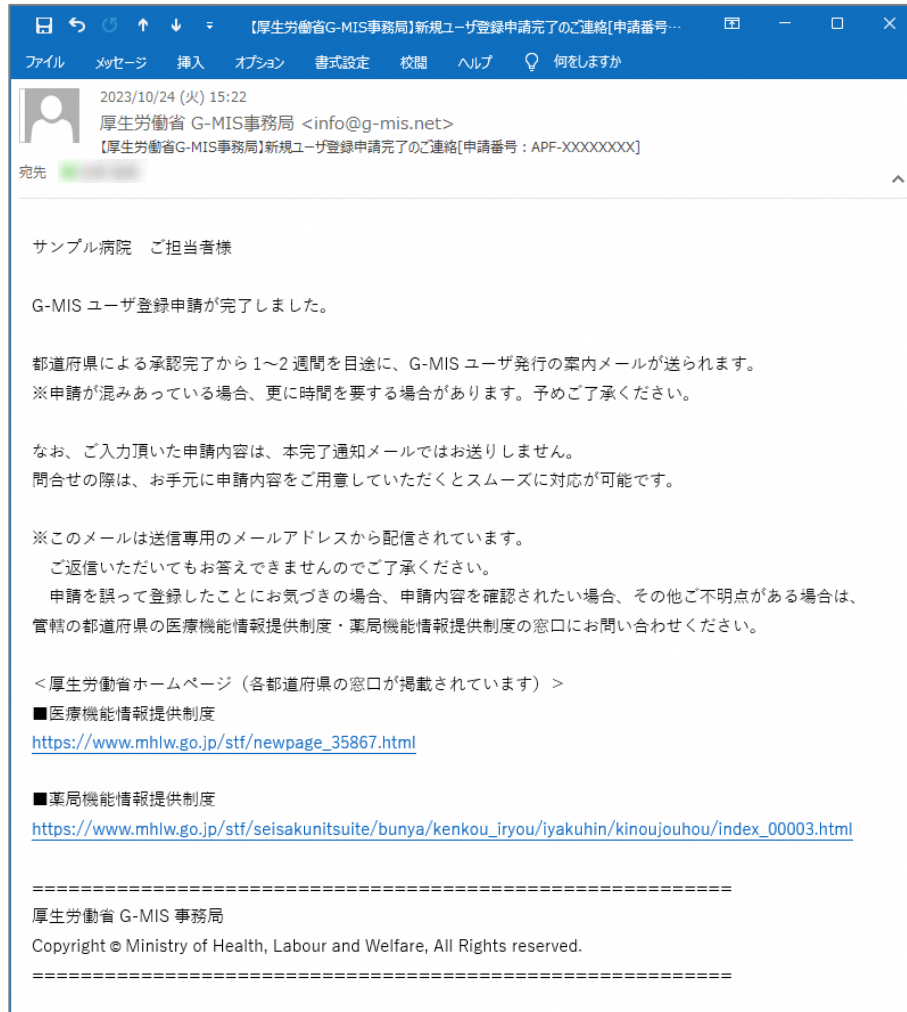 【厚生労働省G-MIS事務局】新規ユーザ登録申請完了のご連絡[申請番号…
ファイル メッセージ 挿入 オプション 書式設定 校閲 ヘルプ 何をしますか
2023/10/24 (火) 15:22
厚生労働省 G-MIS事務局 <info@g-mis.net>
【厚生労働省G-MIS事務局】新規ユーザ登録申請完了のご連絡[申請番号：APF-XXXXXXXX]
宛先
サンプル病院　ご担当者様
G-MIS ユーザ登録申請が完了しました。
都道府県による承認完了から 1～2 週間を目途に、G-MIS ユーザ発行の案内メールが送られます。
※申請が混みあっている場合、更に時間を要する場合があります。予めご了承ください。
なお、ご入力頂いた申請内容は、本完了通知メールではお送りしません。
問合せの際は、お手元に申請内容をご用意していただくとスムーズに対応が可能です。
※このメールは送信専用のメールアドレスから配信されています。
ご返信いただいてもお答えできませんのでご了承ください。
申請を誤って登録したことにお気づきの場合、申請内容を確認されたい場合、その他ご不明点がある場合は、
管轄の都道府県の医療機能情報提供制度・薬局機能情報提供制度の窓口にお問い合わせください。
＜厚生労働省ホームページ（各都道府県の窓口が掲載されています）＞
■医療機能情報提供制度
https://www.mhlw.go.jp/stf/newpage_35867.html
■薬局機能情報提供制度
https://www.mhlw.go.jp/stf/seisakunitsuite/bunya/kenkou_iryou/iyakuhin/kinoujouhou/index_00003.html
==========================================================
厚生労働省 G-MIS 事務局
Copyright © Ministry of Health, Labour and Welfare, All Rights reserved.
==========================================================